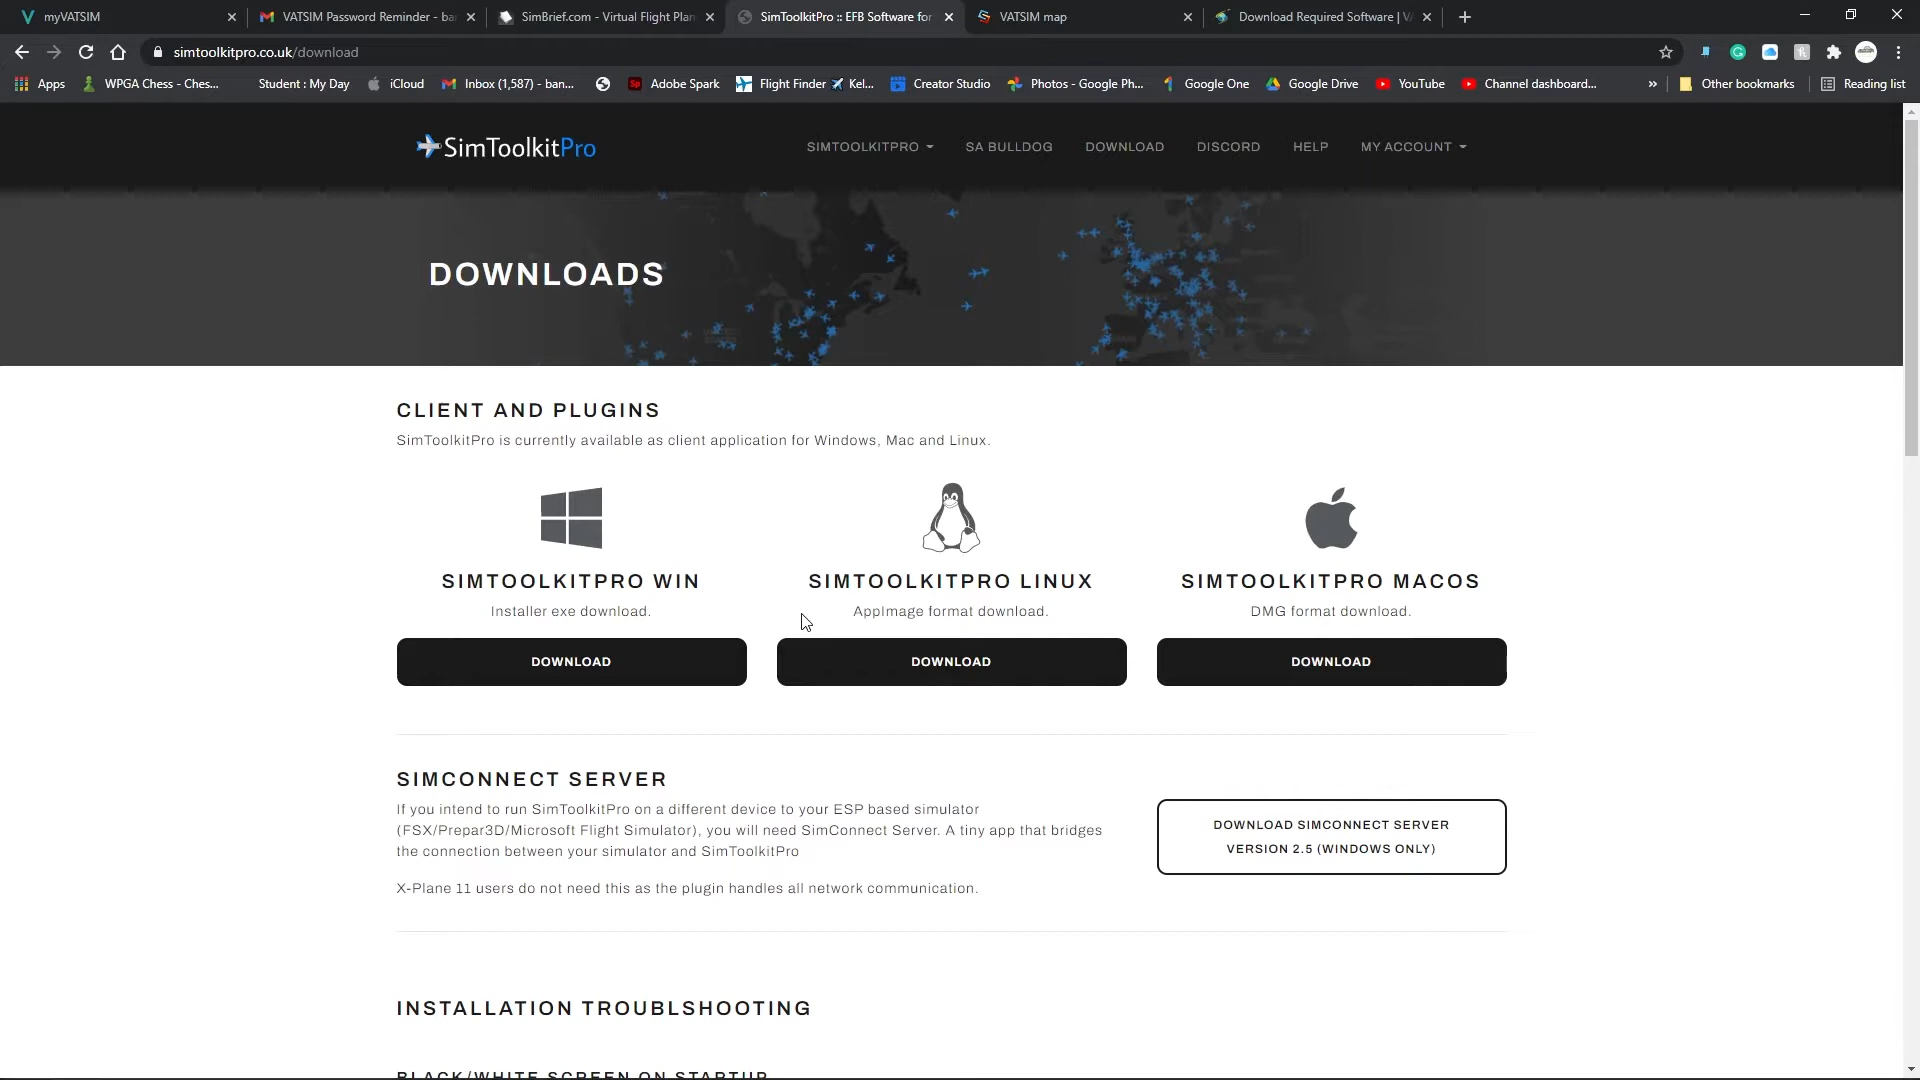 myVATSIM
VATSIM Password Reminder - ba
SimBrief.com - Virtual Flight Plan
SimToolkitPro :: EFB Software for
VATSIM map
Download Required Software | VA
simtoolkitpro.co.uk/download
Apps
WPGA Chess - Ches...
Student : My Day
iCloud
Inbox (1,587) - ban...
Sp
Adobe Spark
Flight Finder
Kel...
Creator Studio
Photos - Google Ph...
Google One
Google Drive
YouTube
Channel dashboard...
»
Other bookmarks
Reading list
SimToolkitPro
SIMTOOLKITPRO
SA BULLDOG
DOWNLOAD
DISCORD
HELP
MY ACCOUNT
DOWNLOADS
CLIENT AND PLUGINS
SimToolkitPro is currently available as client application for Windows, Mac and Linux.
SIMTOOLKITPRO WIN
Installer exe download.
DOWNLOAD
SIMTOOLKITPRO LINUX
AppImage format download.
DOWNLOAD
SIMTOOLKITPRO MACOS
DMG format download.
DOWNLOAD
SIMCONNECT SERVER
If you intend to run SimToolkitPro on a different device to your ESP based simulator
(FSX/Prepar3D/Microsoft Flight Simulator), you will need SimConnect Server. A tiny app that bridges
the connection between your simulator and SimToolkitPro
X-Plane 11 users do not need this as the plugin handles all network communication.
DOWNLOAD SIMCONNECT SERVER
VERSION 2.5 (WINDOWS ONLY)
INSTALLATION TROUBLSHOOTING
BLACK/WHITE SCREEN ON STARTUP